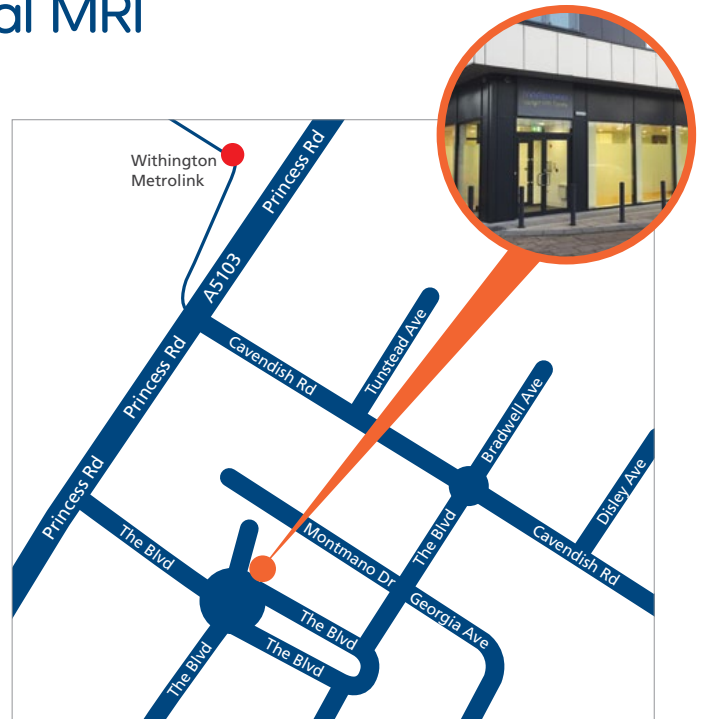 al MRI
Withington
Metrolink
Princess Rd
A5103
Princess Rd
Princess Rd
Cavendish Rd
Tunstead Ave
Bradwell Ave
Disley Ave
Cavendish Rd
The Blvd
The Blvd
Montmano Dr
Georgia Ave
The Blvd
The Blvd
The Blvd